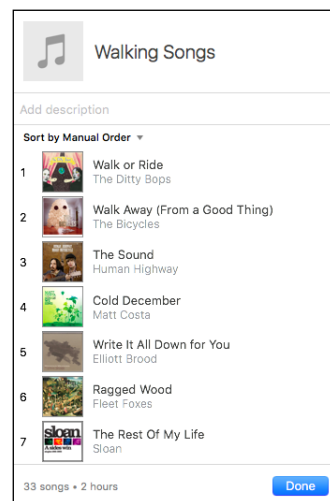 Walking Songs
Add description
Sort by Manual Order
1
Walk or Ride
The Ditty Bops
2
Walk Away (From a Good Thing)
The Bicycles
3
The Sound
Human Highway
4
Cold December
Matt Costa
5
Write It All Down for You
Elliott Brood
6
Ragged Wood
Fleet Foxes
7
sloan
A sides win
The Rest Of My Life
Sloan
33 songs • 2 hours
Done